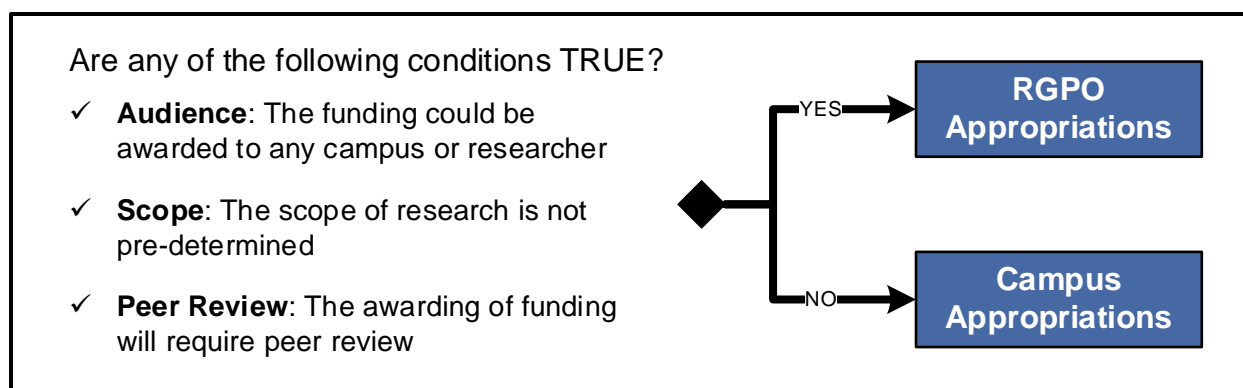 Are any of the following conditions TRUE?
✓ Audience: The funding could be
awarded to any campus or researcher
✓ Scope: The scope of research is not
pre-determined
✓ Peer Review: The awarding of funding
will require peer review
YES
RGPO
Appropriations
NO
Campus
Appropriations